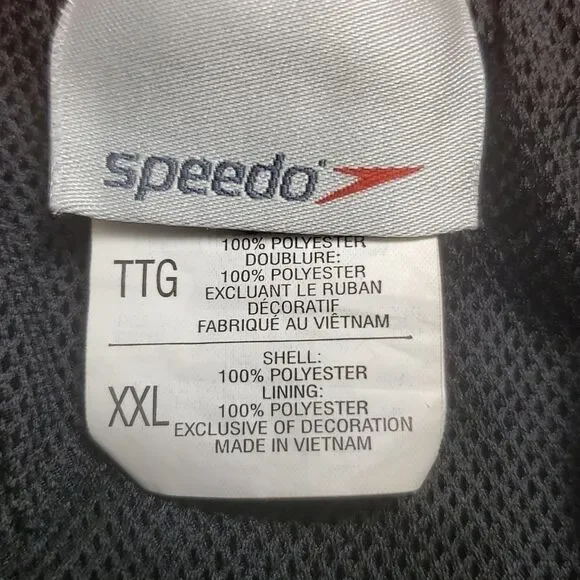 speedo
TTG
100% POLYESTER
DOUBLURE:
100% POLYESTER
EXCLUANT LE RUBAN
DÉCORATIF
FABRIQUÉ AU VIÊTNAM
XXL
SHELL:
100% POLYESTER
LINING:
100% POLYESTER
EXCLUSIVE OF DECORATION
MADE IN VIETNAM